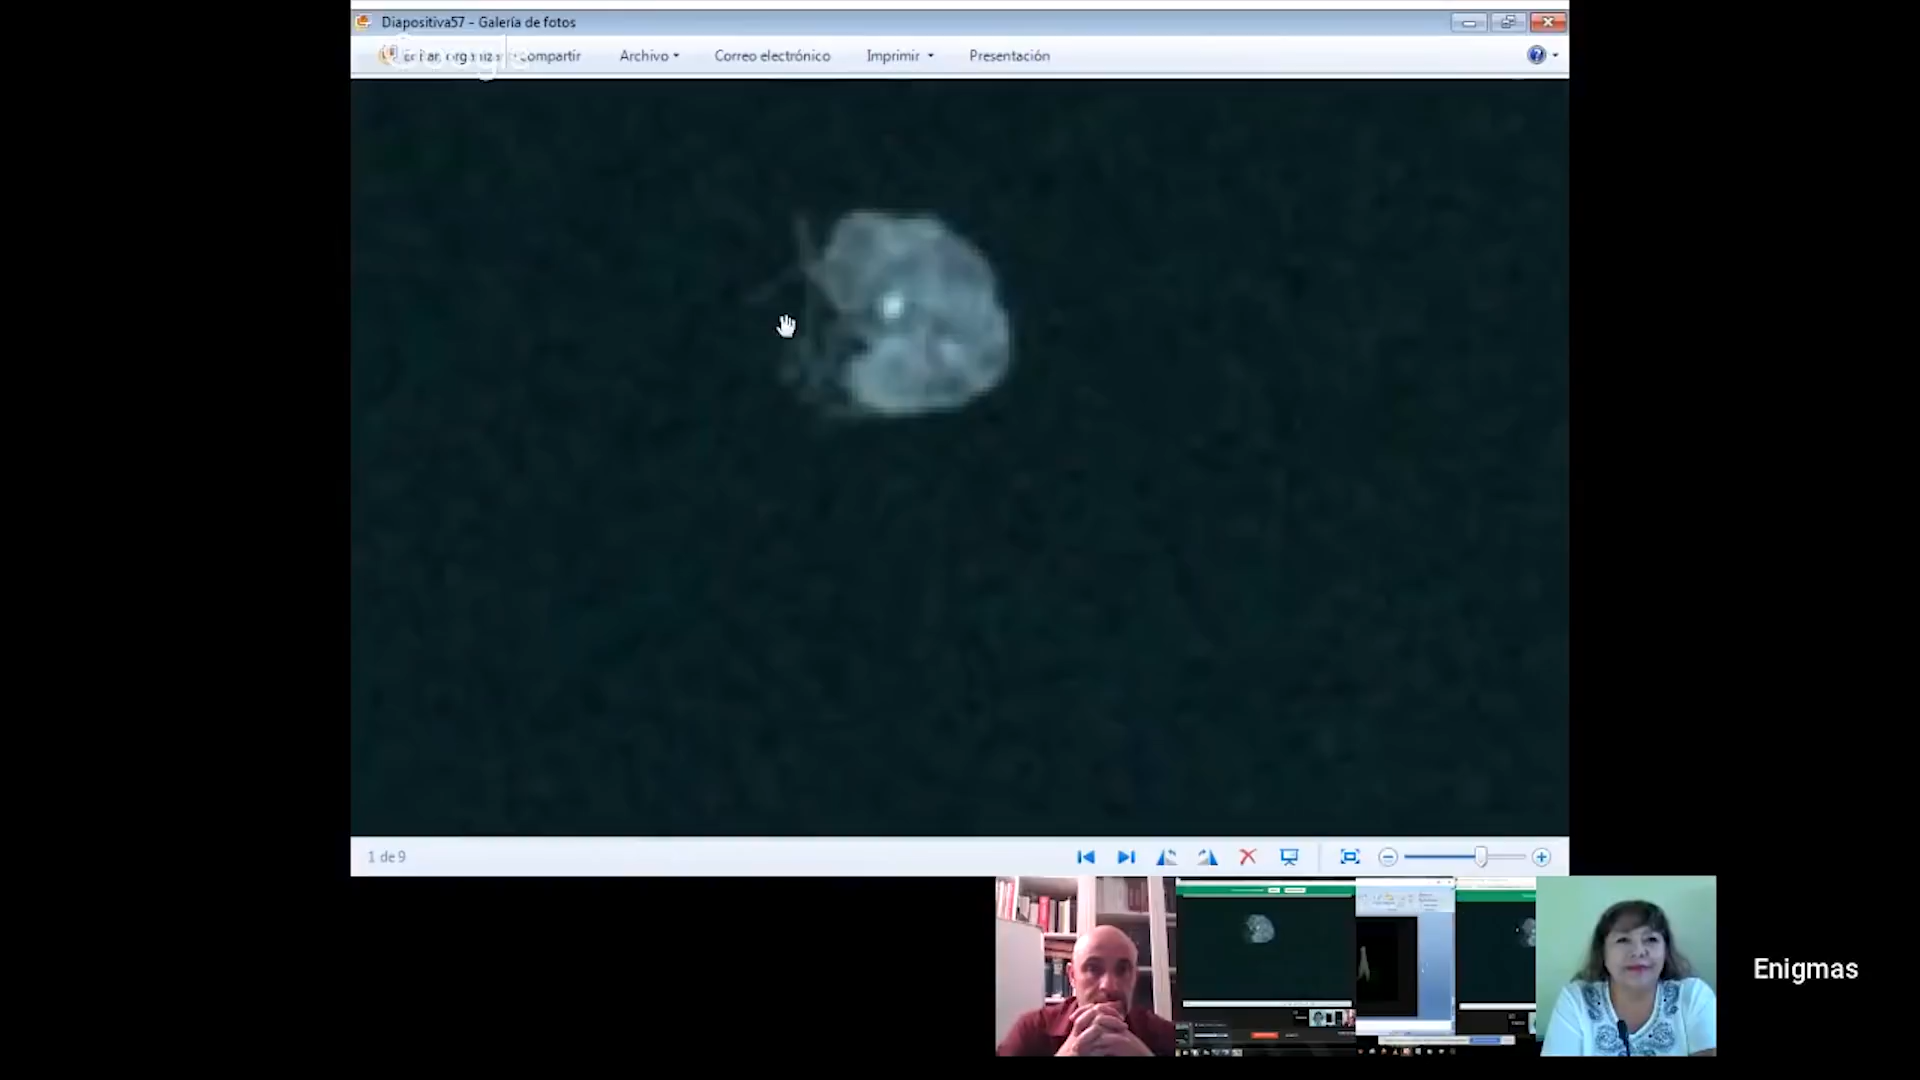 Diapositiva57 - Galería de fotos
compartir Archivo Correo electrónico Imprimir Presentación
1 de 9
Enigmas